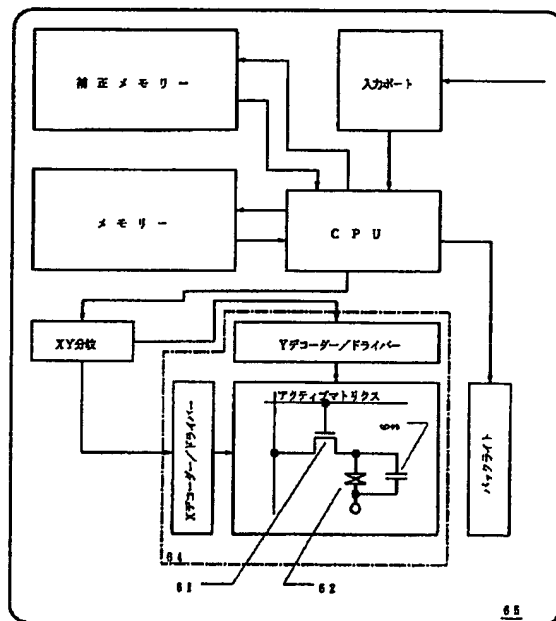 補正メモリー
入力ポート
メモリー
CPU
XY分岐
Yデコーダー/ドライバー
Xデコーダー/ドライバー
アクティブマトリクス
バックライト
64
61
62
65